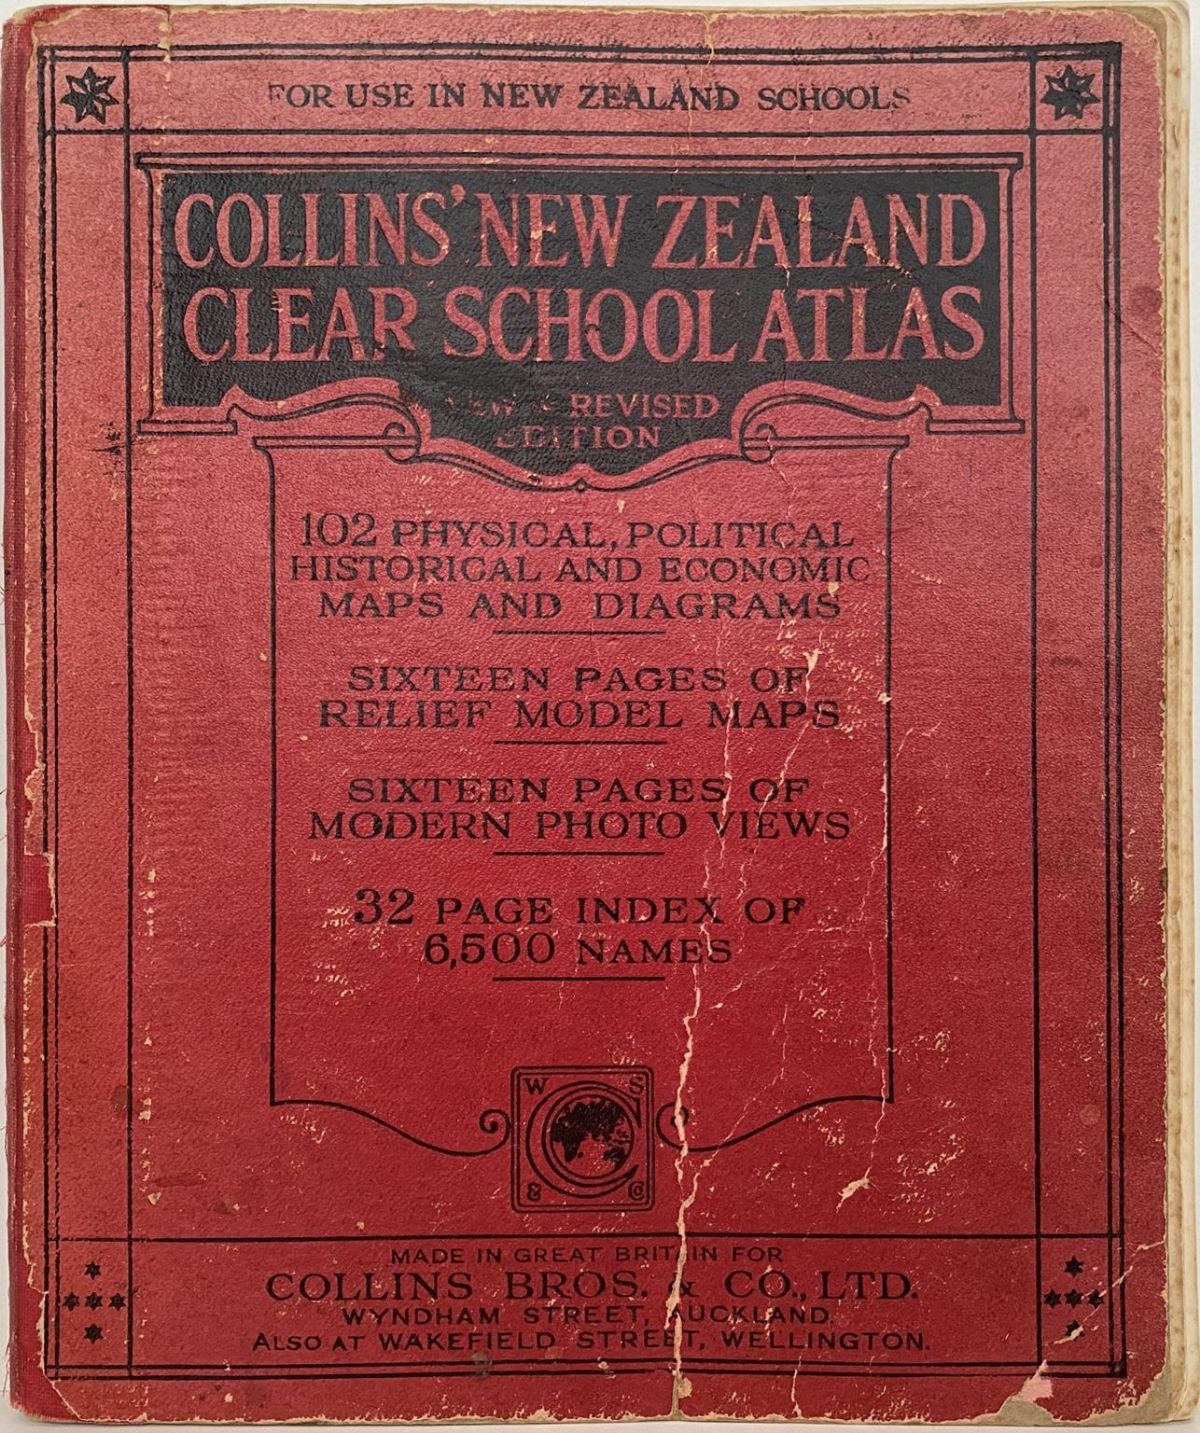 FOR USE IN NEW ZEALAND SCHOOLS
COLLINS' NEW ZEALAND
CLEAR SCHOOL ATLAS
NEW & REVISED
EDITION
102 PHYSICAL, POLITICAL
HISTORICAL AND ECONOMIC
MAPS AND DIAGRAMS
SIXTEEN PAGES OF
RELIEF MODEL MAPS
SIXTEEN PAGES OF
MODERN PHOTO VIEWS
32 PAGE INDEX OF
6,500 NAMES
W S
C
& Co
MADE IN GREAT BRITAIN FOR
COLLINS BROS. & CO., LTD.
WYNDHAM STREET, AUCKLAND.
ALSO AT WAKEFIELD STREET, WELLINGTON.